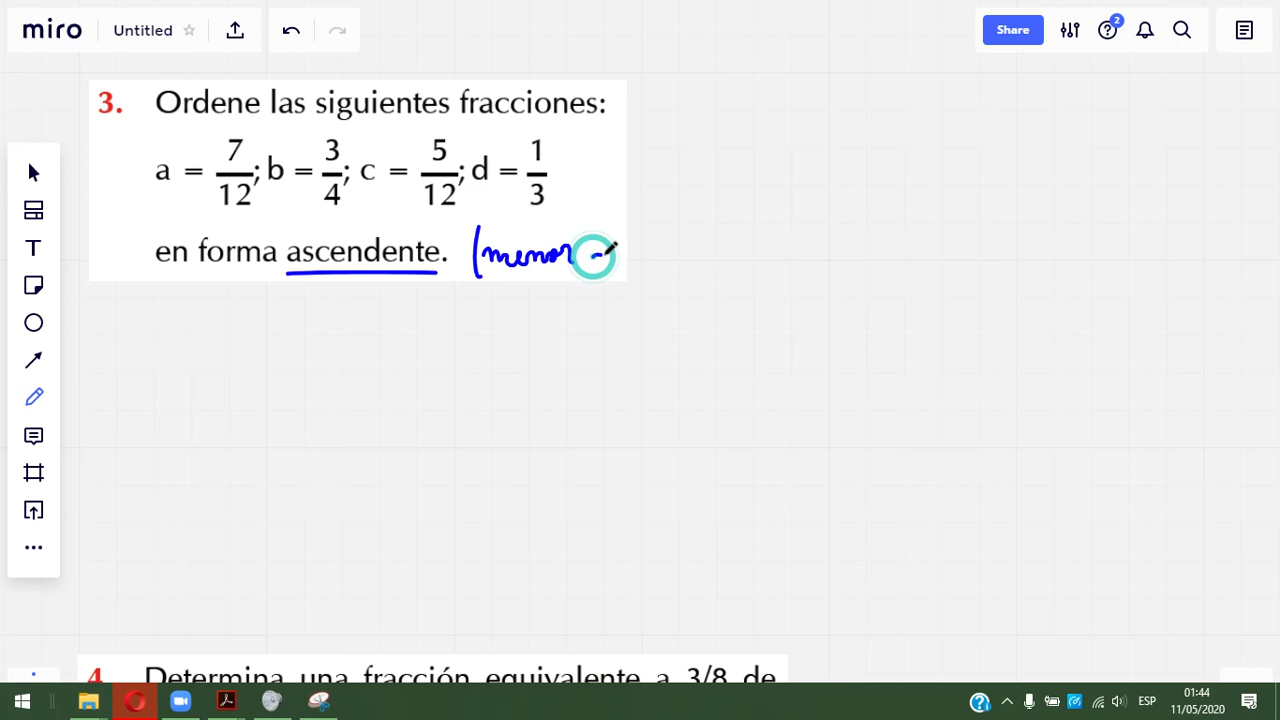 miro Untitled Share 2
3. Ordene las siguientes fracciones:
a = 7/12; b = 3/4; c = 5/12; d = 1/3
en forma ascendente. (menor -
4. Determina una fracción equivalente a 3/8 de
ESP 01:44
11/05/2020